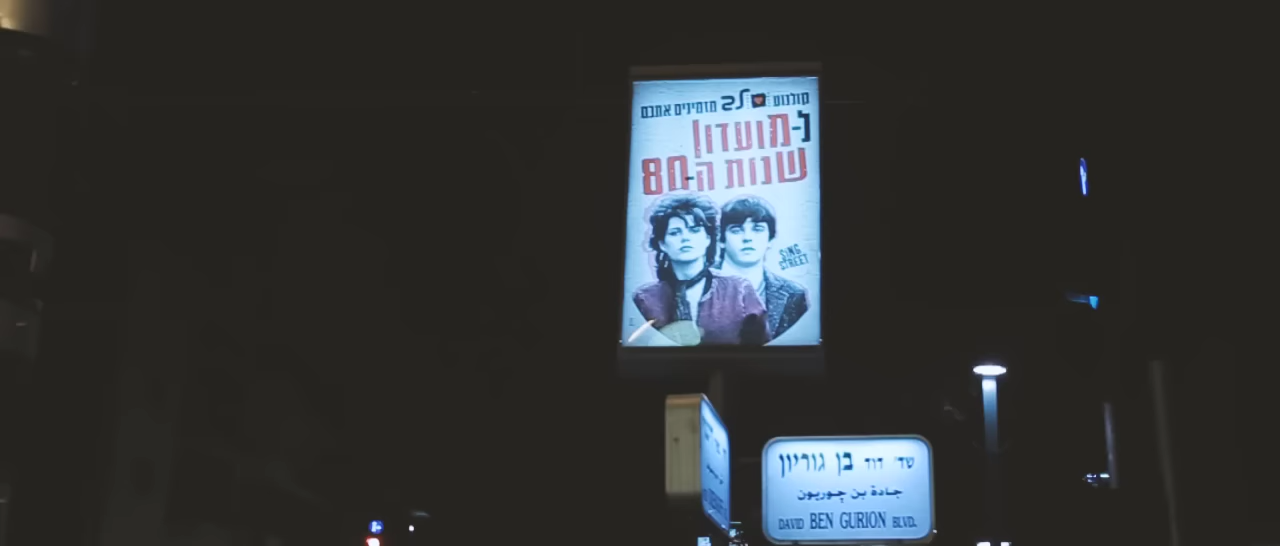 קולנוע לב מזמינים אתכם
ל-מועדון
שנות ה-80
SING
STREET
שד' דוד בן גוריון
جادة بن چوريون
DAVID BEN GURION BLVD.